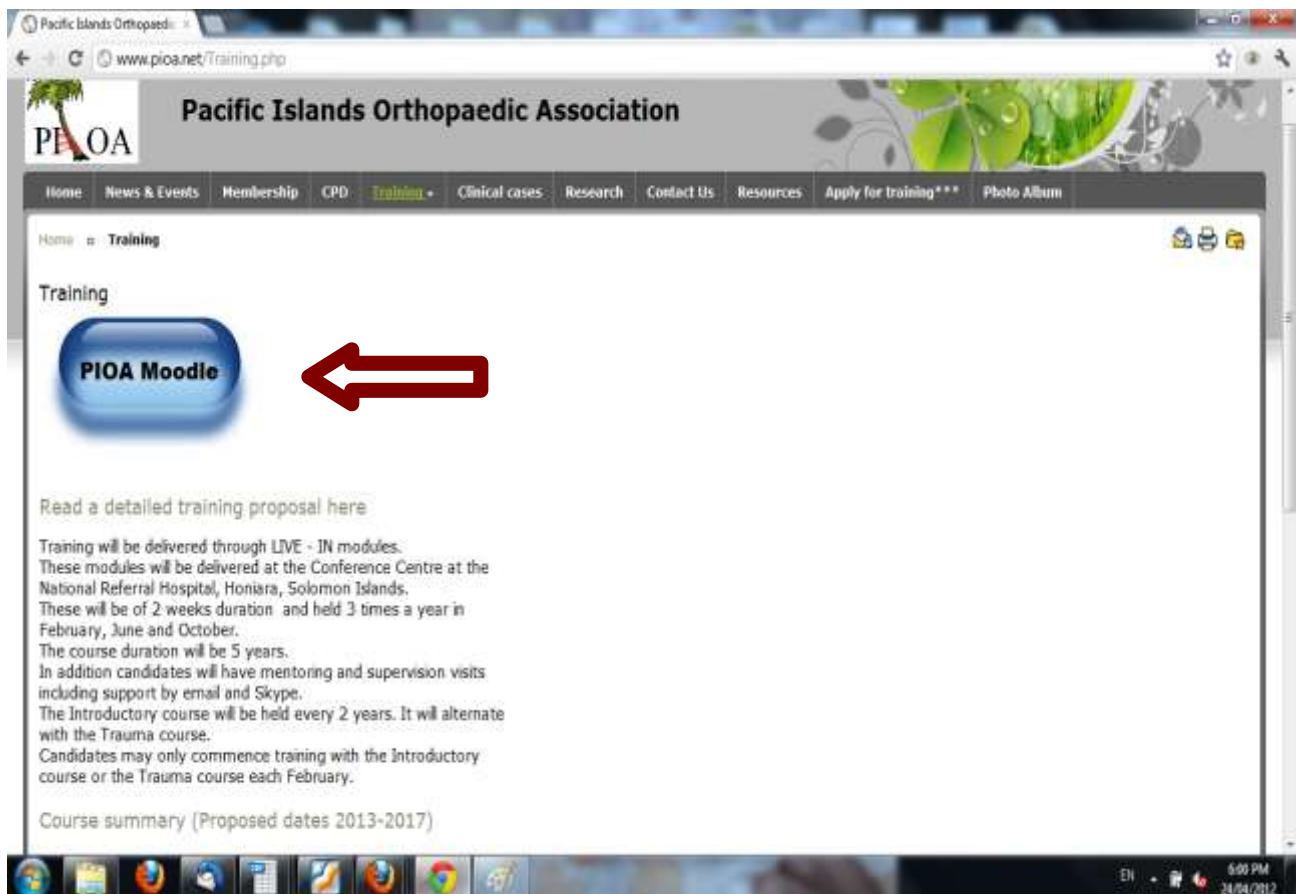 Pacific Islands Orthopaedi
www.pioa.net/Training.php
PIOA
Pacific Islands Orthopaedic Association
Home News & Events Membership CPD Training Clinical cases Research Contact Us Resources Apply for training*** Photo Album
Home Training
Training
PIOA Moodle
Read a detailed training proposal here
Training will be delivered through LIVE - IN modules.
These modules will be delivered at the Conference Centre at the
National Referral Hospital, Honiara, Solomon Islands.
These will be of 2 weeks duration and held 3 times a year in
February, June and October.
The course duration will be 5 years.
In addition candidates will have mentoring and supervision visits
including support by email and Skype.
The Introductory course will be held every 2 years. It will alternate
with the Trauma course.
Candidates may only commence training with the Introductory
course or the Trauma course each February.
Course summary (Proposed dates 2013-2017)
EN
6:00 PM
24/04/2012